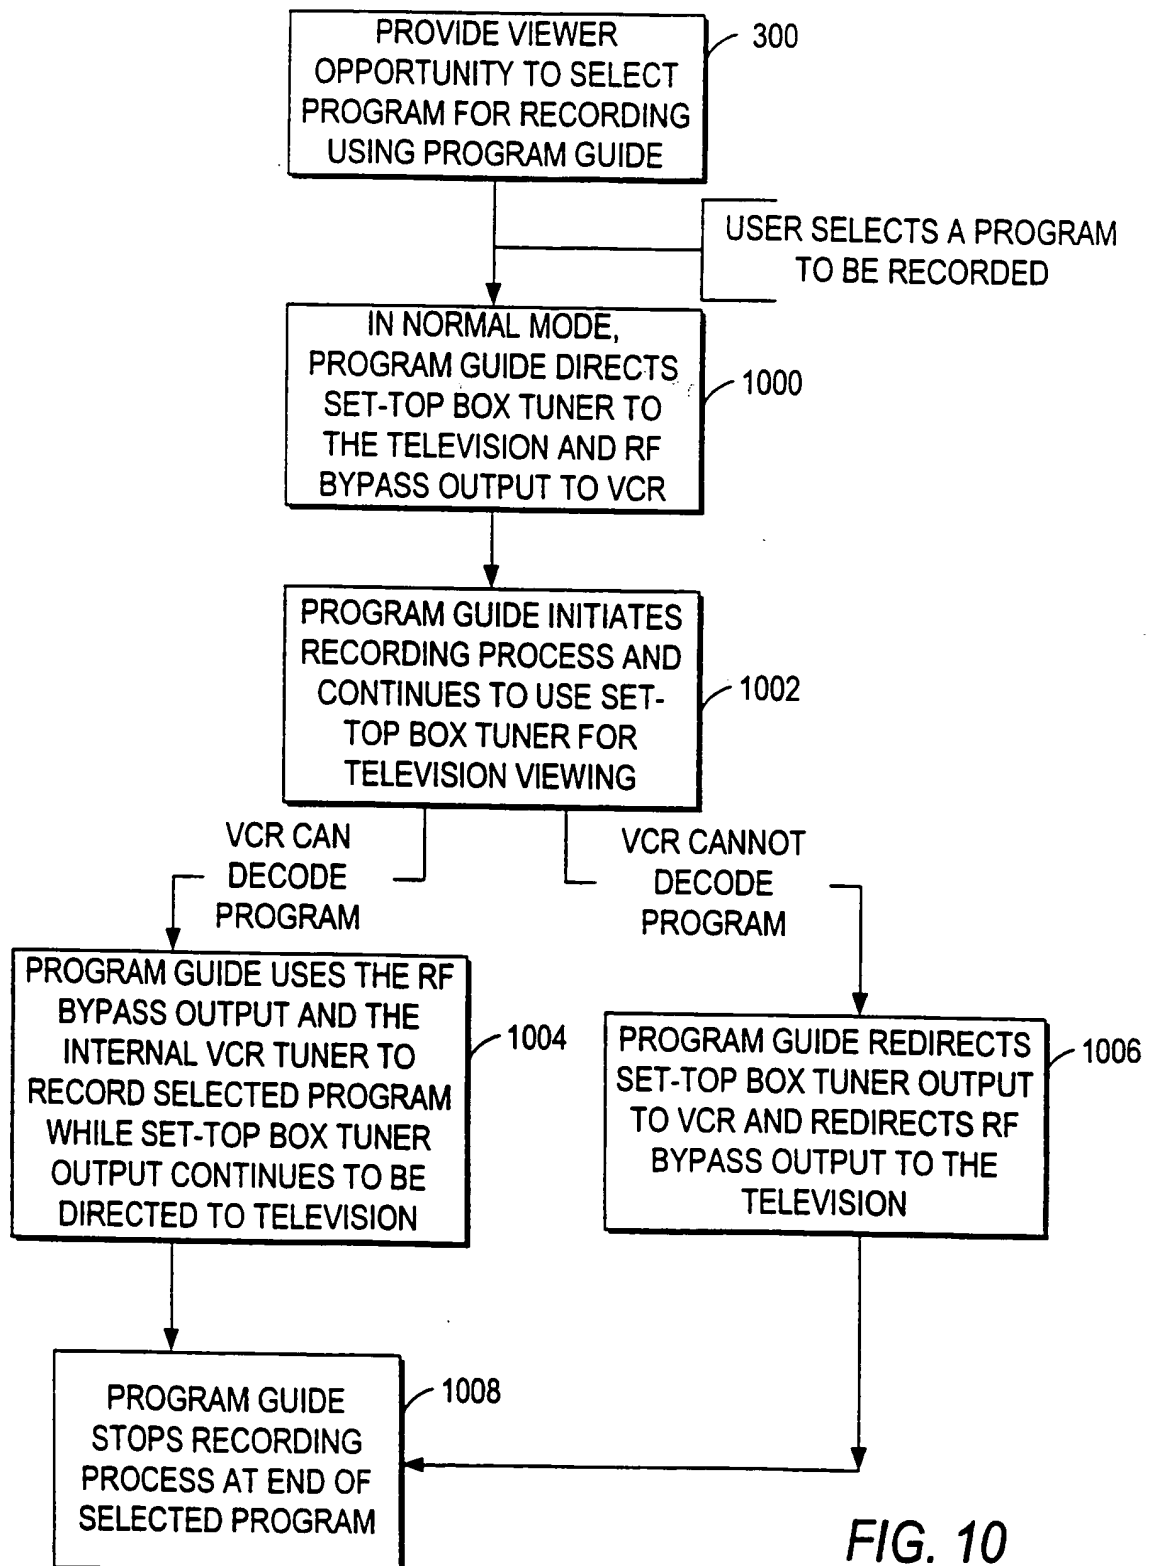 PROVIDE VIEWER
OPPORTUNITY TO SELECT
PROGRAM FOR RECORDING
USING PROGRAM GUIDE
300
USER SELECTS A PROGRAM
TO BE RECORDED
IN NORMAL MODE,
PROGRAM GUIDE DIRECTS
SET-TOP BOX TUNER TO
THE TELEVISION AND RF
BYPASS OUTPUT TO VCR
1000
PROGRAM GUIDE INITIATES
RECORDING PROCESS AND
CONTINUES TO USE SET-
TOP BOX TUNER FOR
TELEVISION VIEWING
1002
VCR CAN
DECODE
PROGRAM
VCR CANNOT
DECODE
PROGRAM
PROGRAM GUIDE USES THE RF
BYPASS OUTPUT AND THE
INTERNAL VCR TUNER TO
RECORD SELECTED PROGRAM
WHILE SET-TOP BOX TUNER
OUTPUT CONTINUES TO BE
DIRECTED TO TELEVISION
1004
PROGRAM GUIDE REDIRECTS
SET-TOP BOX TUNER OUTPUT
TO VCR AND REDIRECTS RF
BYPASS OUTPUT TO THE
TELEVISION
1006
PROGRAM GUIDE
STOPS RECORDING
PROCESS AT END OF
SELECTED PROGRAM
1008
FIG. 10